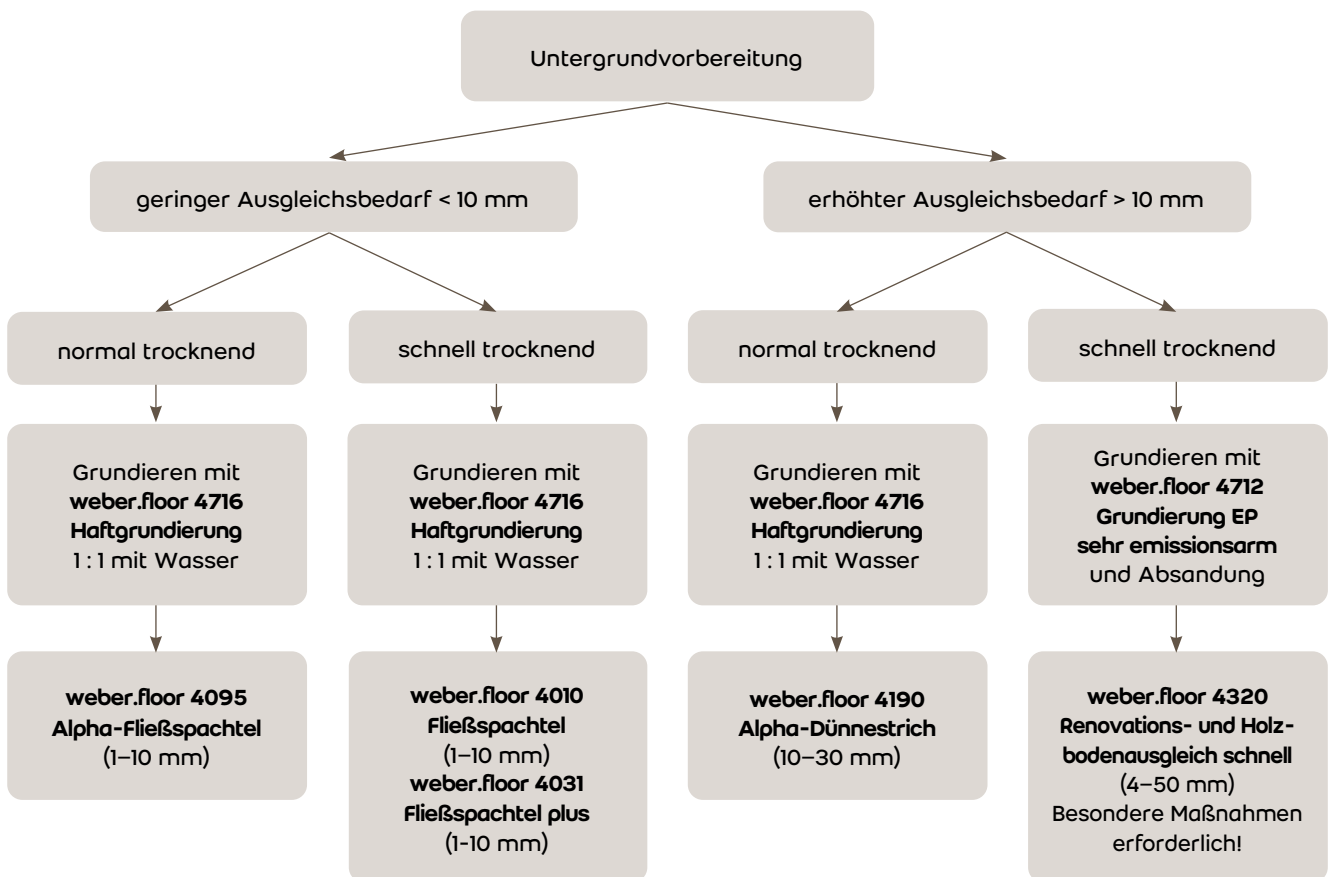 Untergrundvorbereitung
geringer Ausgleichsbedarf < 10 mm
erhöhter Ausgleichsbedarf > 10 mm
normal trocknend
schnell trocknend
normal trocknend
schnell trocknend
Grundieren mit
weber.floor 4716
Haftgrundierung
1 : 1 mit Wasser
Grundieren mit
weber.floor 4716
Haftgrundierung
1 : 1 mit Wasser
Grundieren mit
weber.floor 4716
Haftgrundierung
1 : 1 mit Wasser
Grundieren mit
weber.floor 4712
Grundierung EP
sehr emissionsarm
und Absandung
weber.floor 4095
Alpha-Fließspachtel
(1–10 mm)
weber.floor 4010
Fließspachtel
(1–10 mm)
weber.floor 4031
Fließspachtel plus
(1-10 mm)
weber.floor 4190
Alpha-Dünnestrich
(10–30 mm)
weber.floor 4320
Renovations- und Holz-
bodenausgleich schnell
(4–50 mm)
Besondere Maßnahmen
erforderlich!